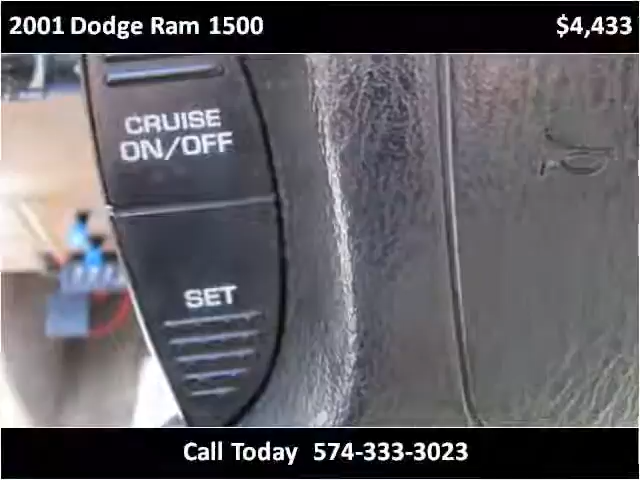 2001 Dodge Ram 1500 $4,433
CRUISE
ON/OFF
SET
Call Today 574-333-3023